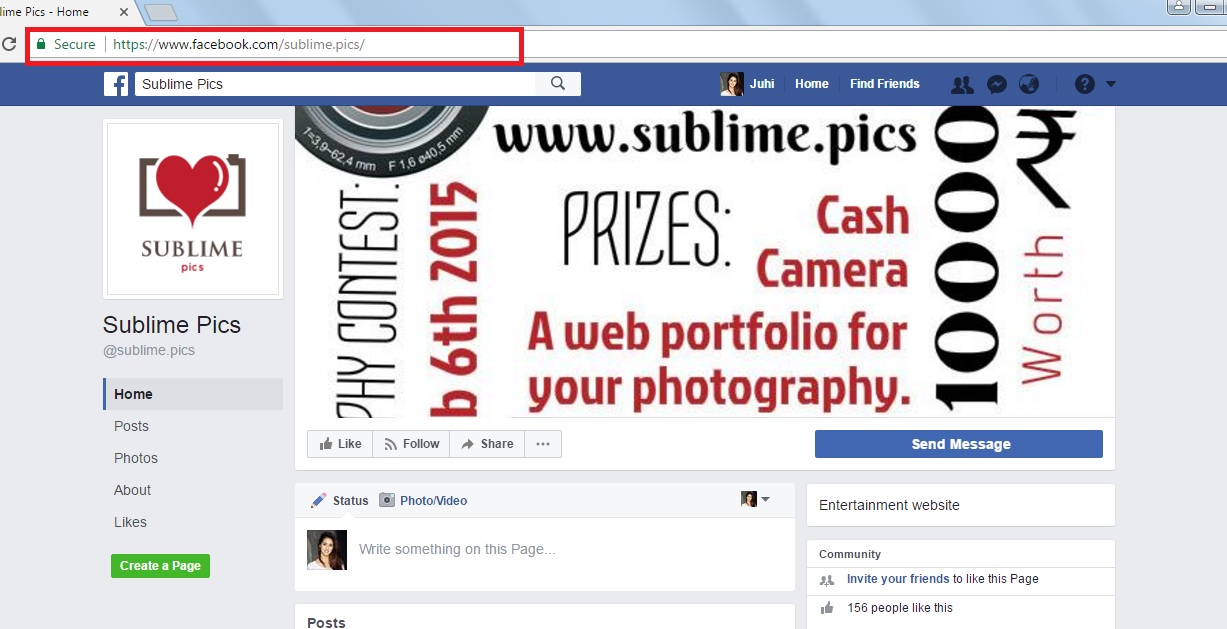 ime Pics - Home
Secure https://www.facebook.com/sublime.pics/
Sublime Pics
Juhi Home Find Friends
SUBLIME
pics
Sublime Pics
@sublime.pics
Home
Posts
Photos
About
Likes
Create a Page
1=3,9-62,4 mm F 1,6 ø40,5 mm
PHY CONTEST:
b 6th 2015
www.sublime.pics
PRIZES:
Cash
Camera
A web portfolio for
your photography.
10000
Worth ₹
Like Follow Share ...
Send Message
Status Photo/Video
Write something on this Page...
Posts
Entertainment website
Community
Invite your friends to like this Page
156 people like this